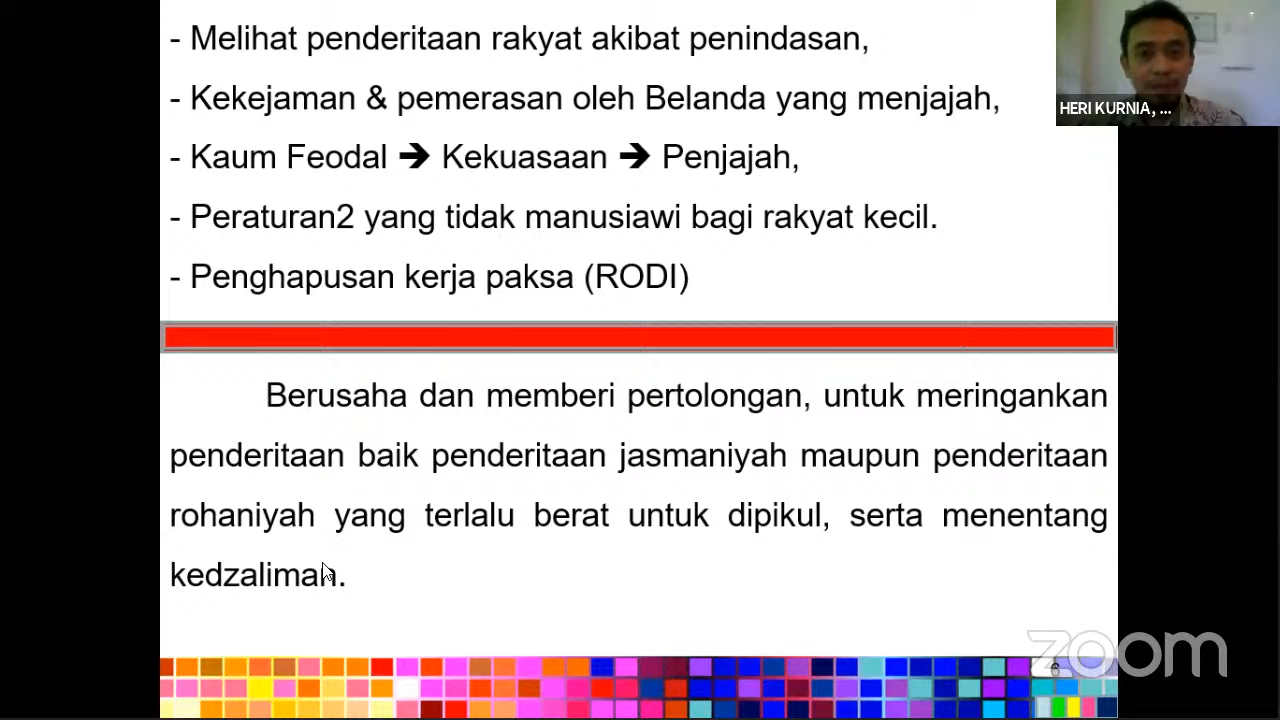 - Melihat penderitaan rakyat akibat penindasan,
- Kekejaman & pemerasan oleh Belanda yang menjajah,
- Kaum Feodal ➔ Kekuasaan ➔ Penjajah,
- Peraturan2 yang tidak manusiawi bagi rakyat kecil.
- Penghapusan kerja paksa (RODI)
Berusaha dan memberi pertolongan, untuk meringankan
penderitaan baik penderitaan jasmaniyah maupun penderitaan
rohaniyah yang terlalu berat untuk dipikul, serta menentang
kedzaliman.
HERI KURNIA, ...
zoom
6